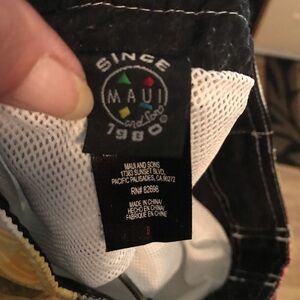 SINCE
MAUI
and Sons
1980®
MAUI AND SONS
17383 SUNSET BLVD.,
PACIFIC PALISADES, CA 90272
RN# 82698
MADE IN CHINA/
HECHO EN CHINA/
FABRIQUE EN CHINE